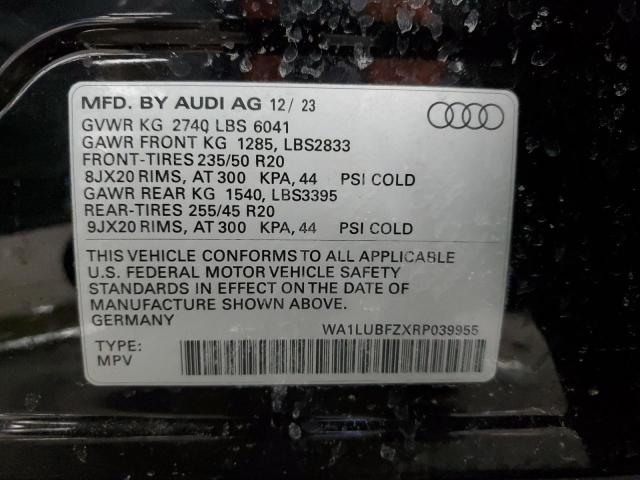 MFD. BY AUDI AG 12/ 23
GVWR KG 2740 LBS 6041
GAWR FRONT KG 1285, LBS2833
FRONT-TIRES 235/50 R20
8JX20 RIMS, AT 300 KPA, 44 PSI COLD
GAWR REAR KG 1540, LBS3395
REAR-TIRES 255/45 R20
9JX20 RIMS, AT 300 KPA, 44 PSI COLD
THIS VEHICLE CONFORMS TO ALL APPLICABLE
U.S. FEDERAL MOTOR VEHICLE SAFETY
STANDARDS IN EFFECT ON THE DATE OF
MANUFACTURE SHOWN ABOVE.
GERMANY
WA1LUBFZXRP039955
TYPE:
MPV